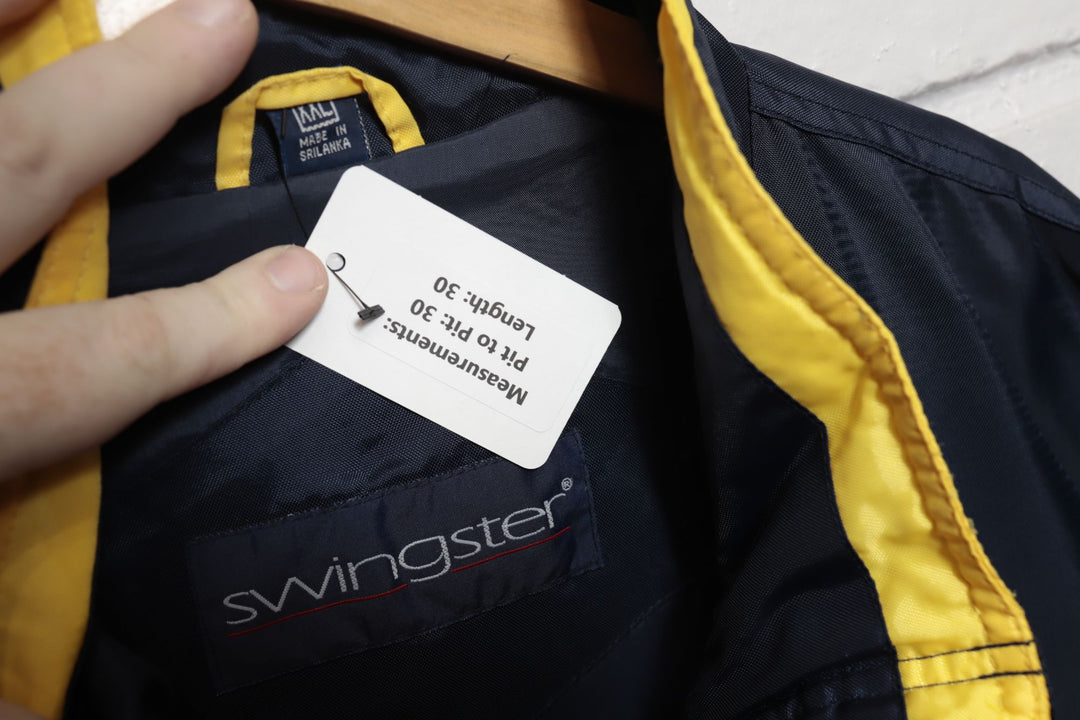 XXL
MADE IN
SRILANKA
Measurements:
Pit to Pit: 30
Length: 30
swingster®